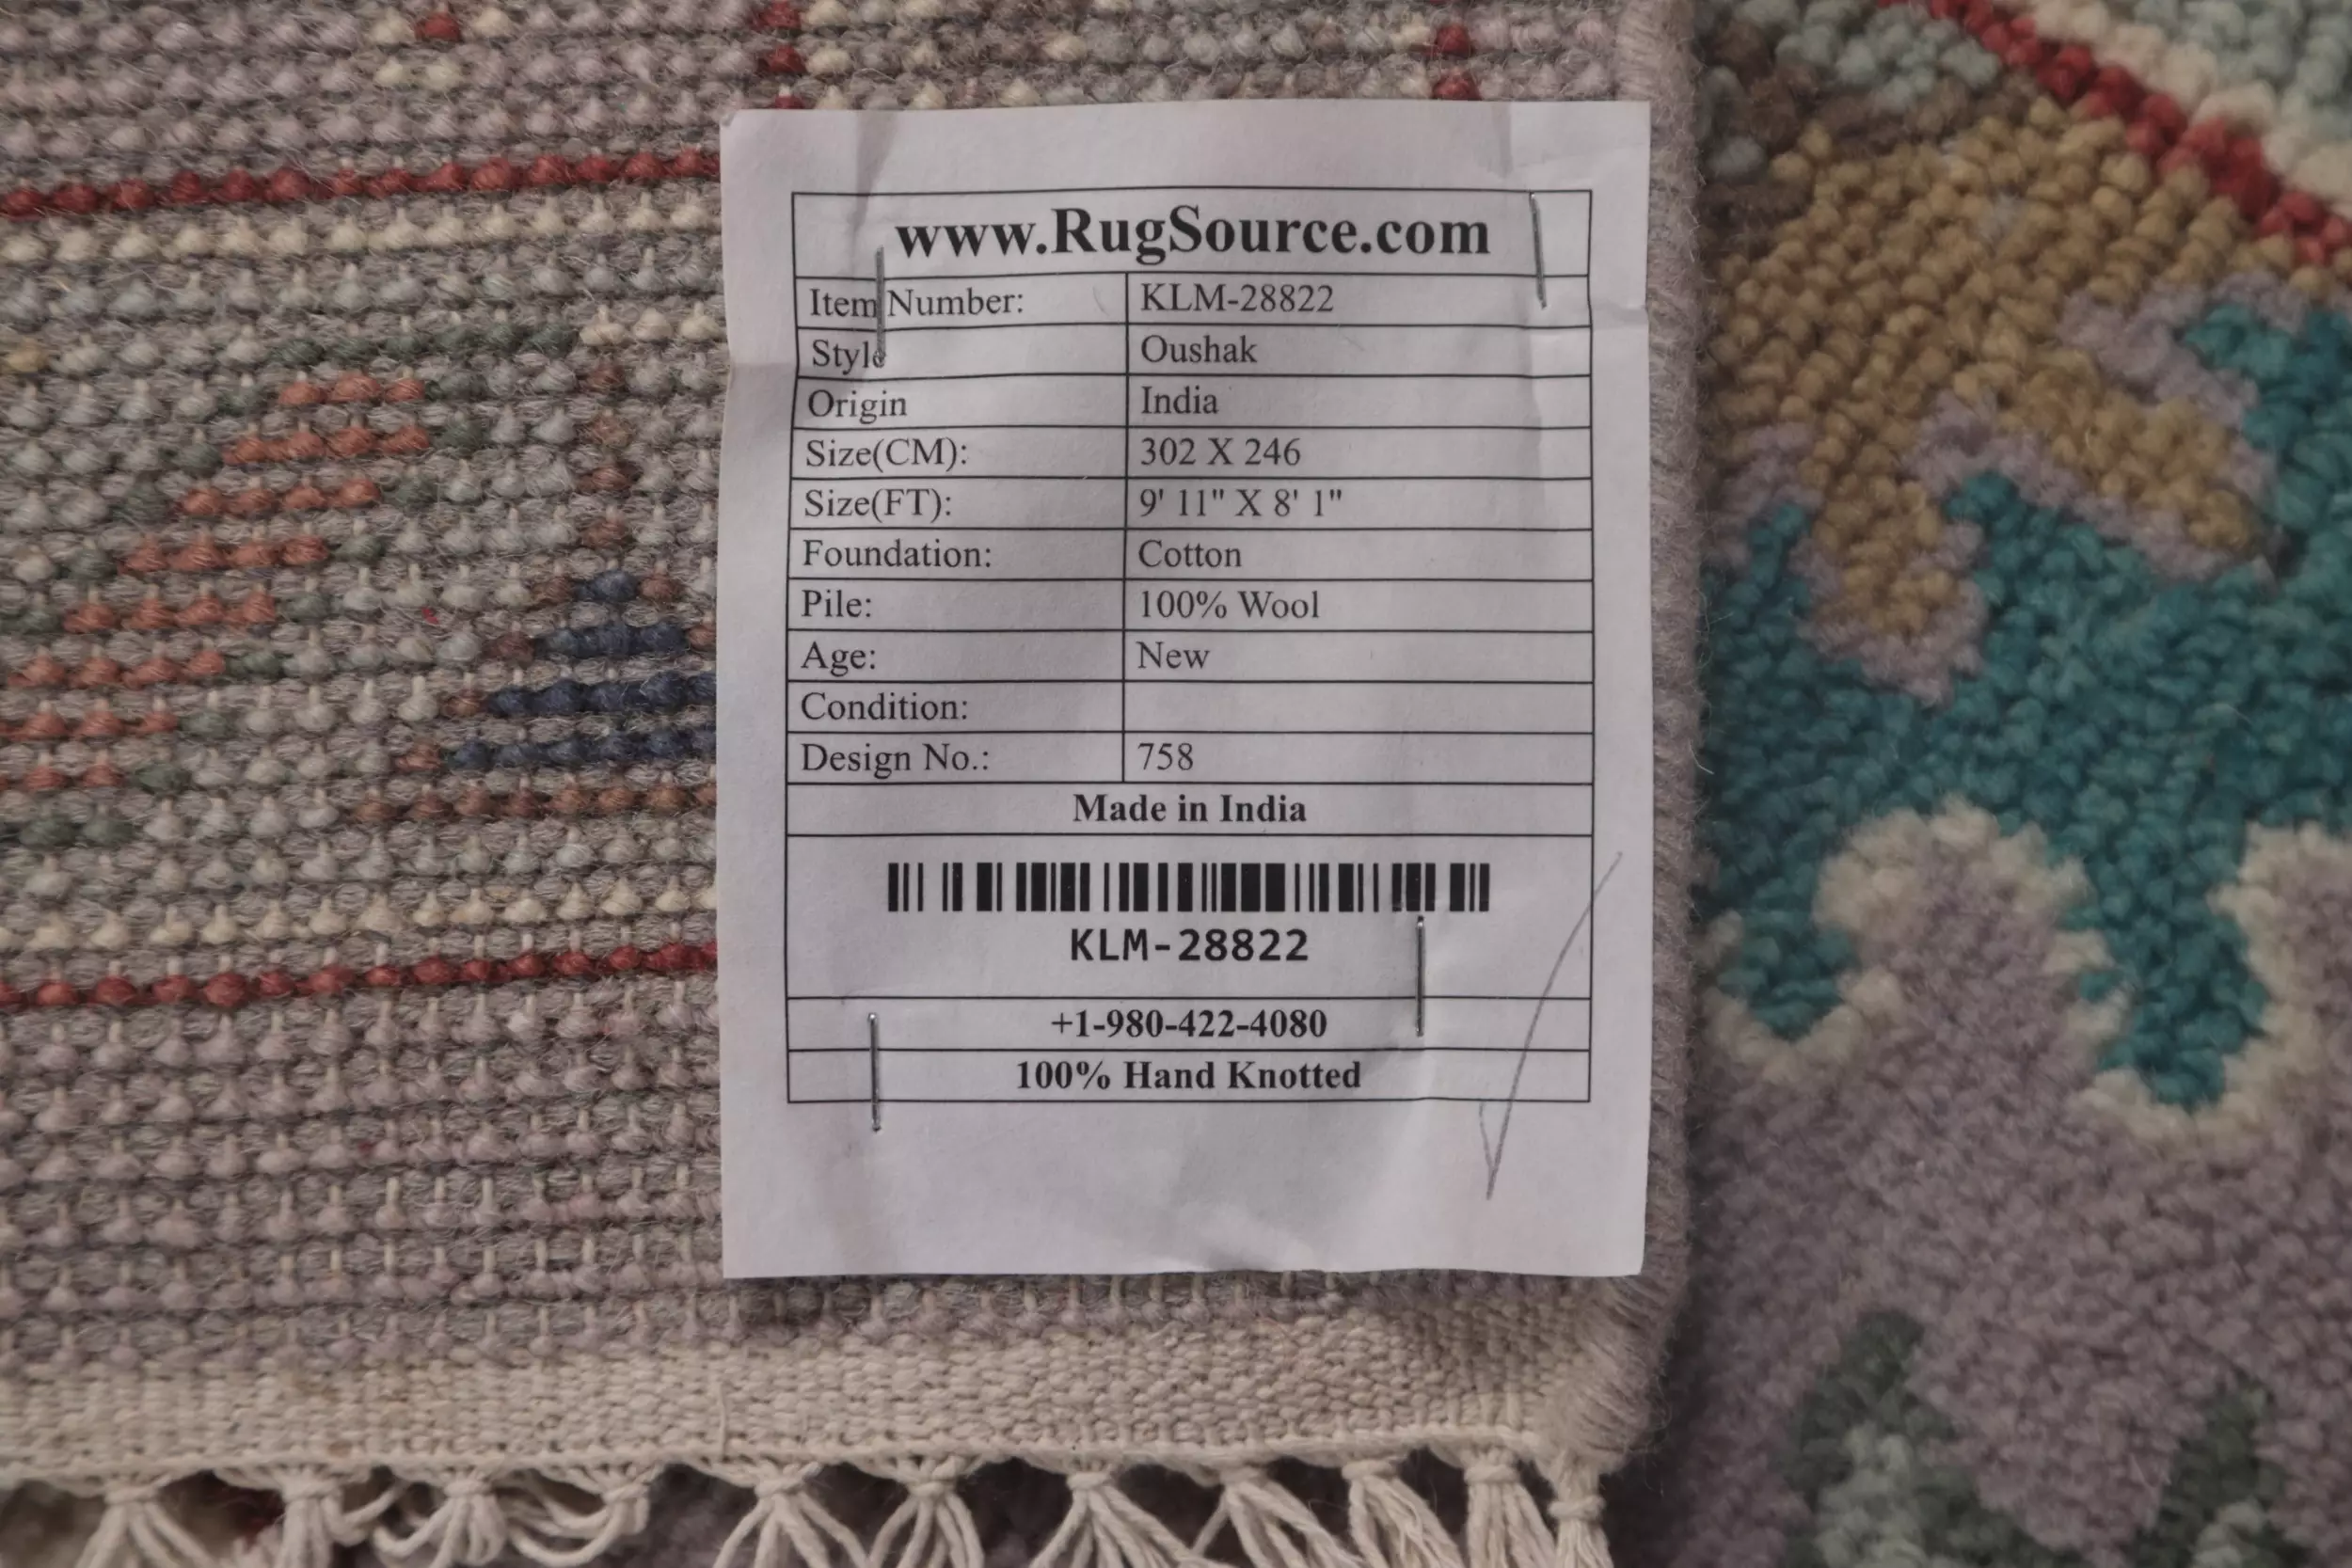 www.RugSource.com
Item Number: KLM-28822
Style Oushak
Origin India
Size(CM): 302 X 246
Size(FT): 9' 11" X 8' 1"
Foundation: Cotton
Pile: 100% Wool
Age: New
Condition:
Design No.: 758
Made in India
KLM-28822
+1-980-422-4080
100% Hand Knotted